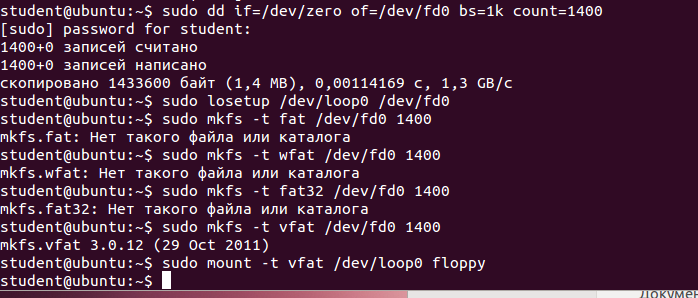 student@ubuntu:~$ sudo dd if=/dev/zero of=/dev/fd0 bs=1k count=1400
[sudo] password for student:
1400+0 записей считано
1400+0 записей написано
скопировано 1433600 байт (1,4 MB), 0,00114169 c, 1,3 GB/c
student@ubuntu:~$ sudo losetup /dev/loop0 /dev/fd0
student@ubuntu:~$ sudo mkfs -t fat /dev/fd0 1400
mkfs.fat: Нет такого файла или каталога
student@ubuntu:~$ sudo mkfs -t wfat /dev/fd0 1400
mkfs.wfat: Нет такого файла или каталога
student@ubuntu:~$ sudo mkfs -t fat32 /dev/fd0 1400
mkfs.fat32: Нет такого файла или каталога
student@ubuntu:~$ sudo mkfs -t vfat /dev/fd0 1400
mkfs.vfat 3.0.12 (29 Oct 2011)
student@ubuntu:~$ sudo mount -t vfat /dev/loop0 floppy
student@ubuntu:~$